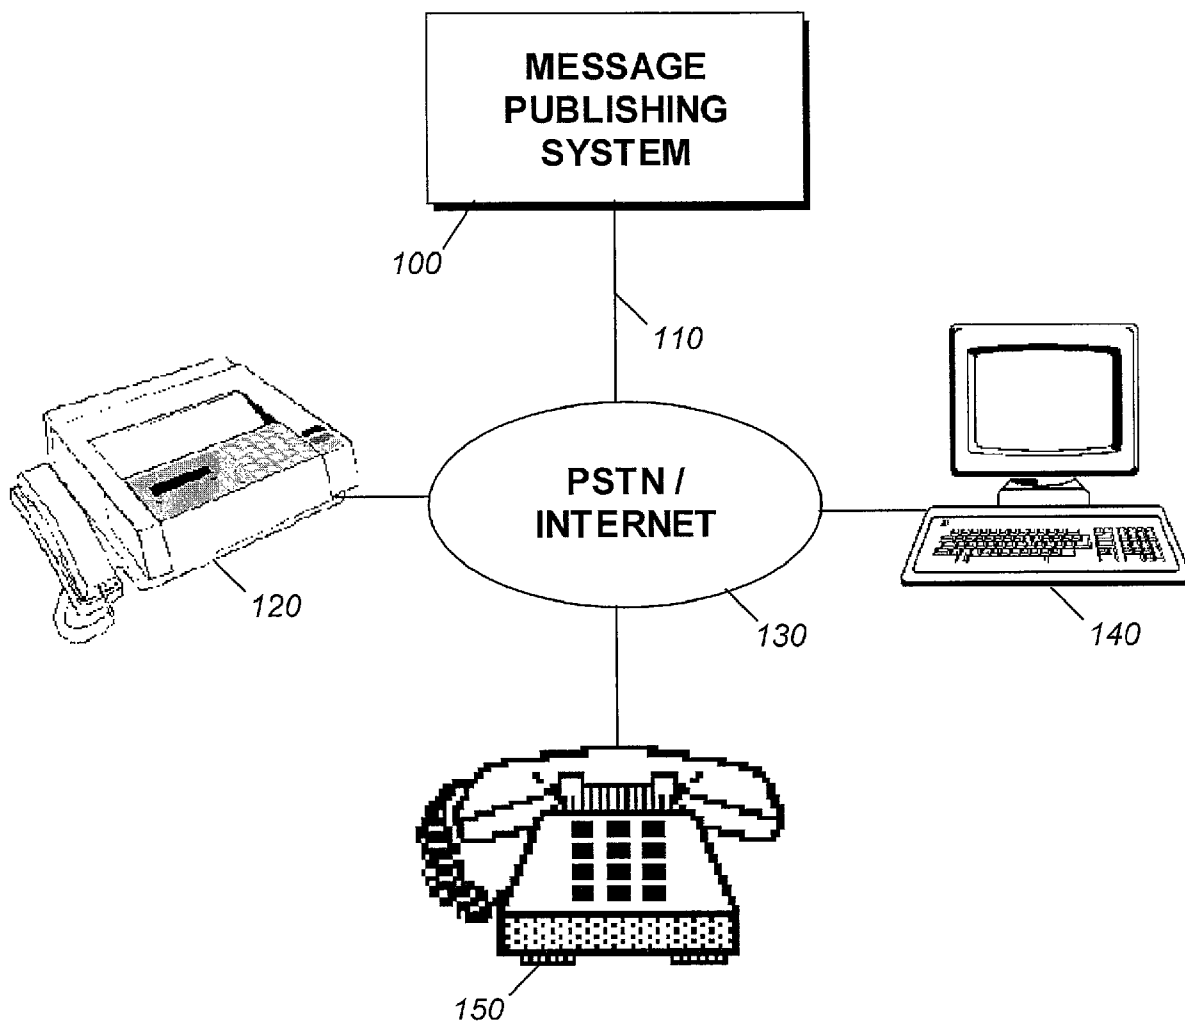 MESSAGE
PUBLISHING
SYSTEM
100
110
PSTN /
INTERNET
120
130
140
150